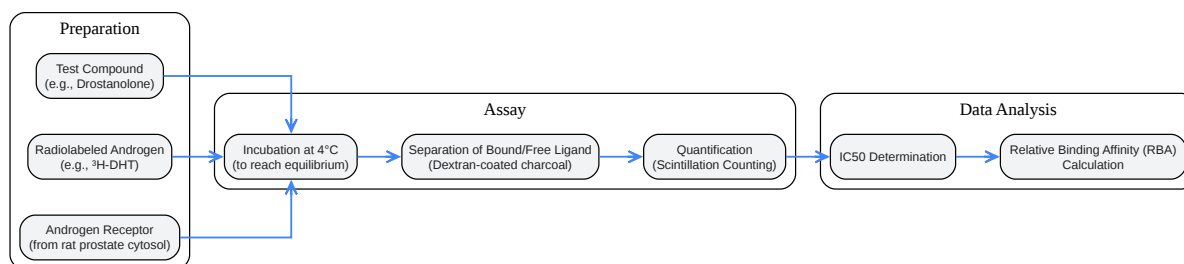 Preparation
Test Compound
(e.g., Drostanolone)
Radiolabeled Androgen
(e.g., ³H-DHT)
Androgen Receptor
(from rat prostate cytosol)
Assay
Incubation at 4°C
(to reach equilibrium)
Separation of Bound/Free Ligand
(Dextran-coated charcoal)
Quantification
(Scintillation Counting)
Data Analysis
IC50 Determination
Relative Binding Affinity (RBA)
Calculation